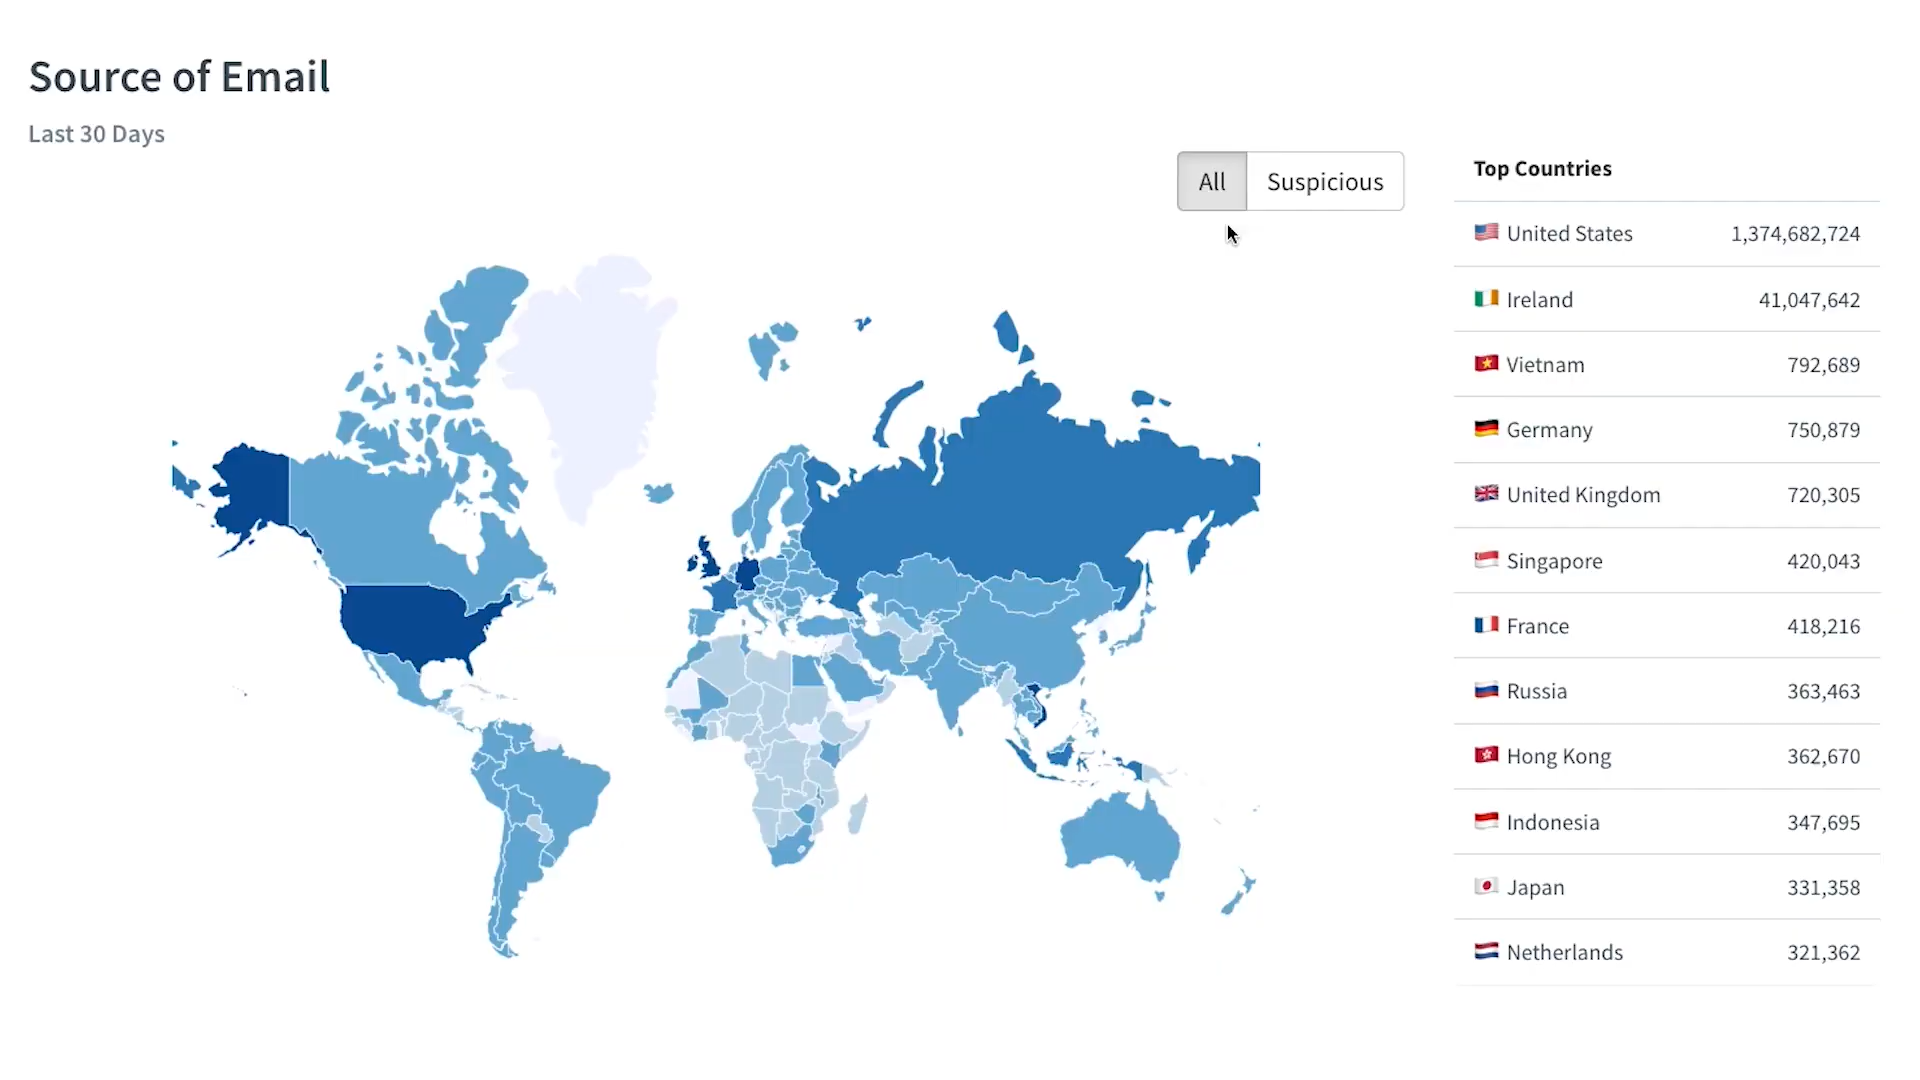 Source of Email
Last 30 Days
All Suspicious
Top Countries
United States 1,374,682,724
Ireland 41,047,642
Vietnam 792,689
Germany 750,879
United Kingdom 720,305
Singapore 420,043
France 418,216
Russia 363,463
Hong Kong 362,670
Indonesia 347,695
Japan 331,358
Netherlands 321,362